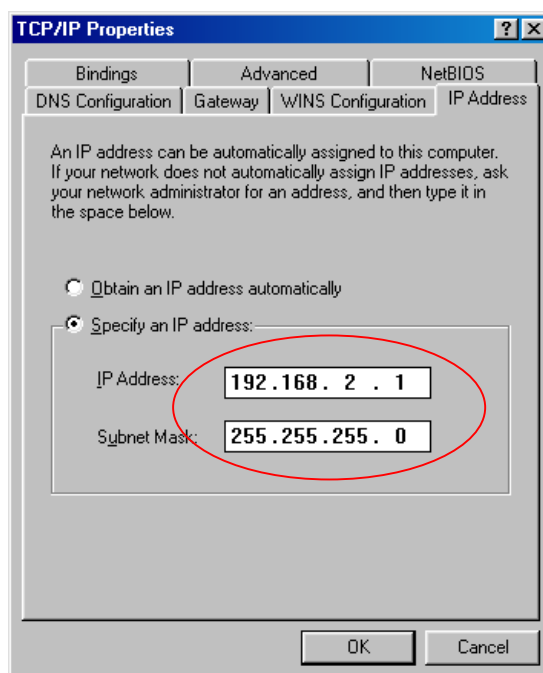 TCP/IP Properties
Bindings Advanced NetBIOS
DNS Configuration Gateway WINS Configuration IP Address
An IP address can be automatically assigned to this computer.
If your network does not automatically assign IP addresses, ask
your network administrator for an address, and then type it in
the space below.
Obtain an IP address automatically
Specify an IP address:
IP Address: 192.168. 2 . 1
Subnet Mask: 255.255.255. 0
OK Cancel